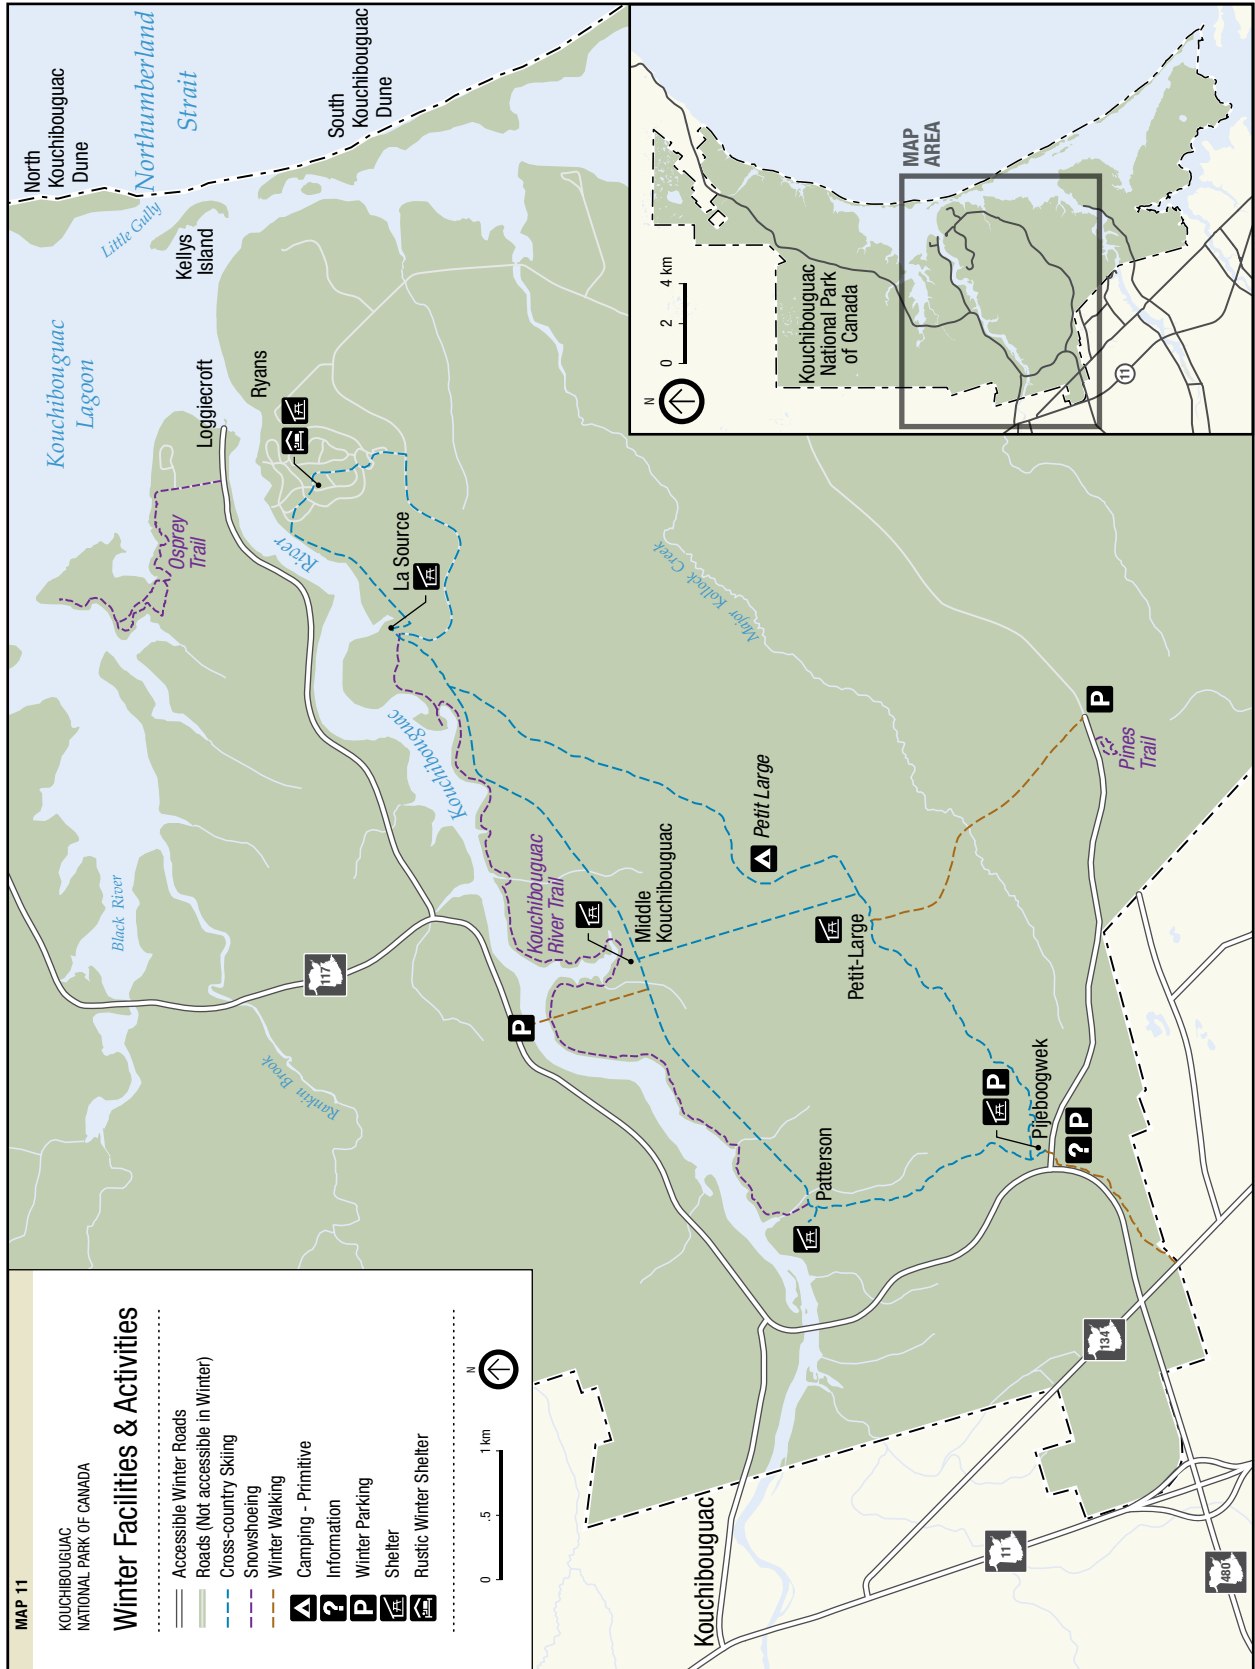 MAP 11
KOUCHIBOUGUAC
NATIONAL PARK OF CANADA
Winter Facilities & Activities
Accessible Winter Roads
Roads (Not accessible in Winter)
Cross-country Skiing
Snowshoeing
Winter Walking
Camping - Primitive
? Information
P Winter Parking
Shelter
Rustic Winter Shelter
N
0 .5 1 km
Kouchibouguac
11
480
134
117
Black River
Rankin Brook
Kouchibouguac
Lagoon
Osprey
Trail
Loggiecroft
Little Gully
Kellys
Island
North
Kouchibouguac
Dune
Northumberland
Strait
South
Kouchibouguac
Dune
Ryans
La Source
Kouchibouguac
River
Kouchibouguac
River Trail
Middle
Kouchibouguac
P
Patterson
Petit Large
Petit-Large
Major Kollock Creek
P
Pijeboogwek
? P
P
Pines
Trail
Kouchibouguac
National Park
of Canada
N
0 2 4 km
MAP
AREA
11